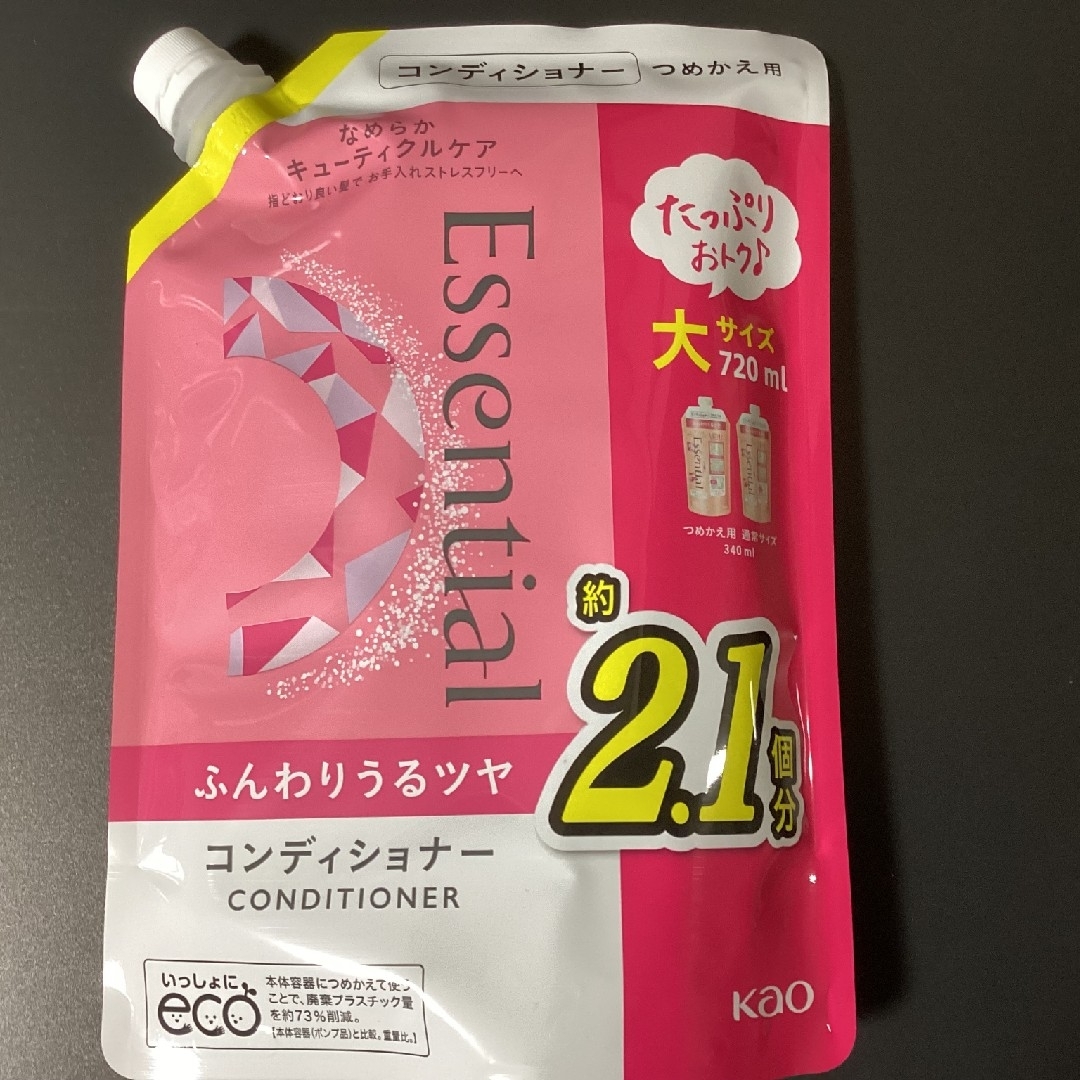 コンディショナー つめかえ用
なめらか
キューティクルケア
指どおり良い髪で お手入れストレスフリーへ
Essential
たっぷり
おトク♪
大サイズ
720 ml
Essential
Essential
つめかえ用 通常サイズ
340 ml
約
2.1個分
ふんわりうるツヤ
コンディショナー
CONDITIONER
いっしょに
eco
本体容器につめかえて使う
ことで、廃棄プラスチック量
を約73%削減。
【本体容器(ポンプ品)と比較。重量比。】
Kao